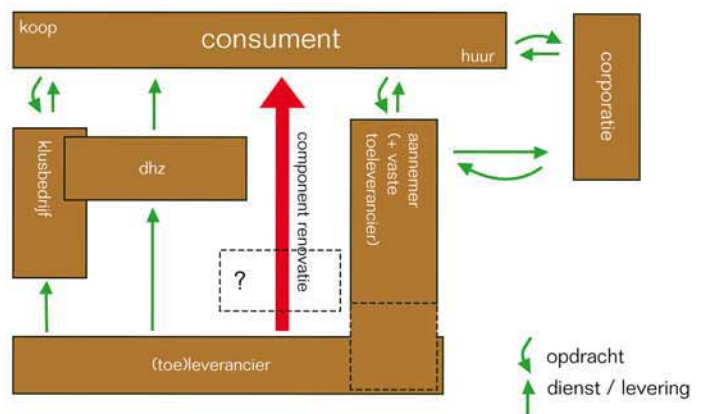 koop
consument
huur
corporatie
klusbedrijf
dhz
component renovatie
aannemer
(+ vaste
toeleverancier)
?
(toe)leverancier
opdracht
dienst / levering